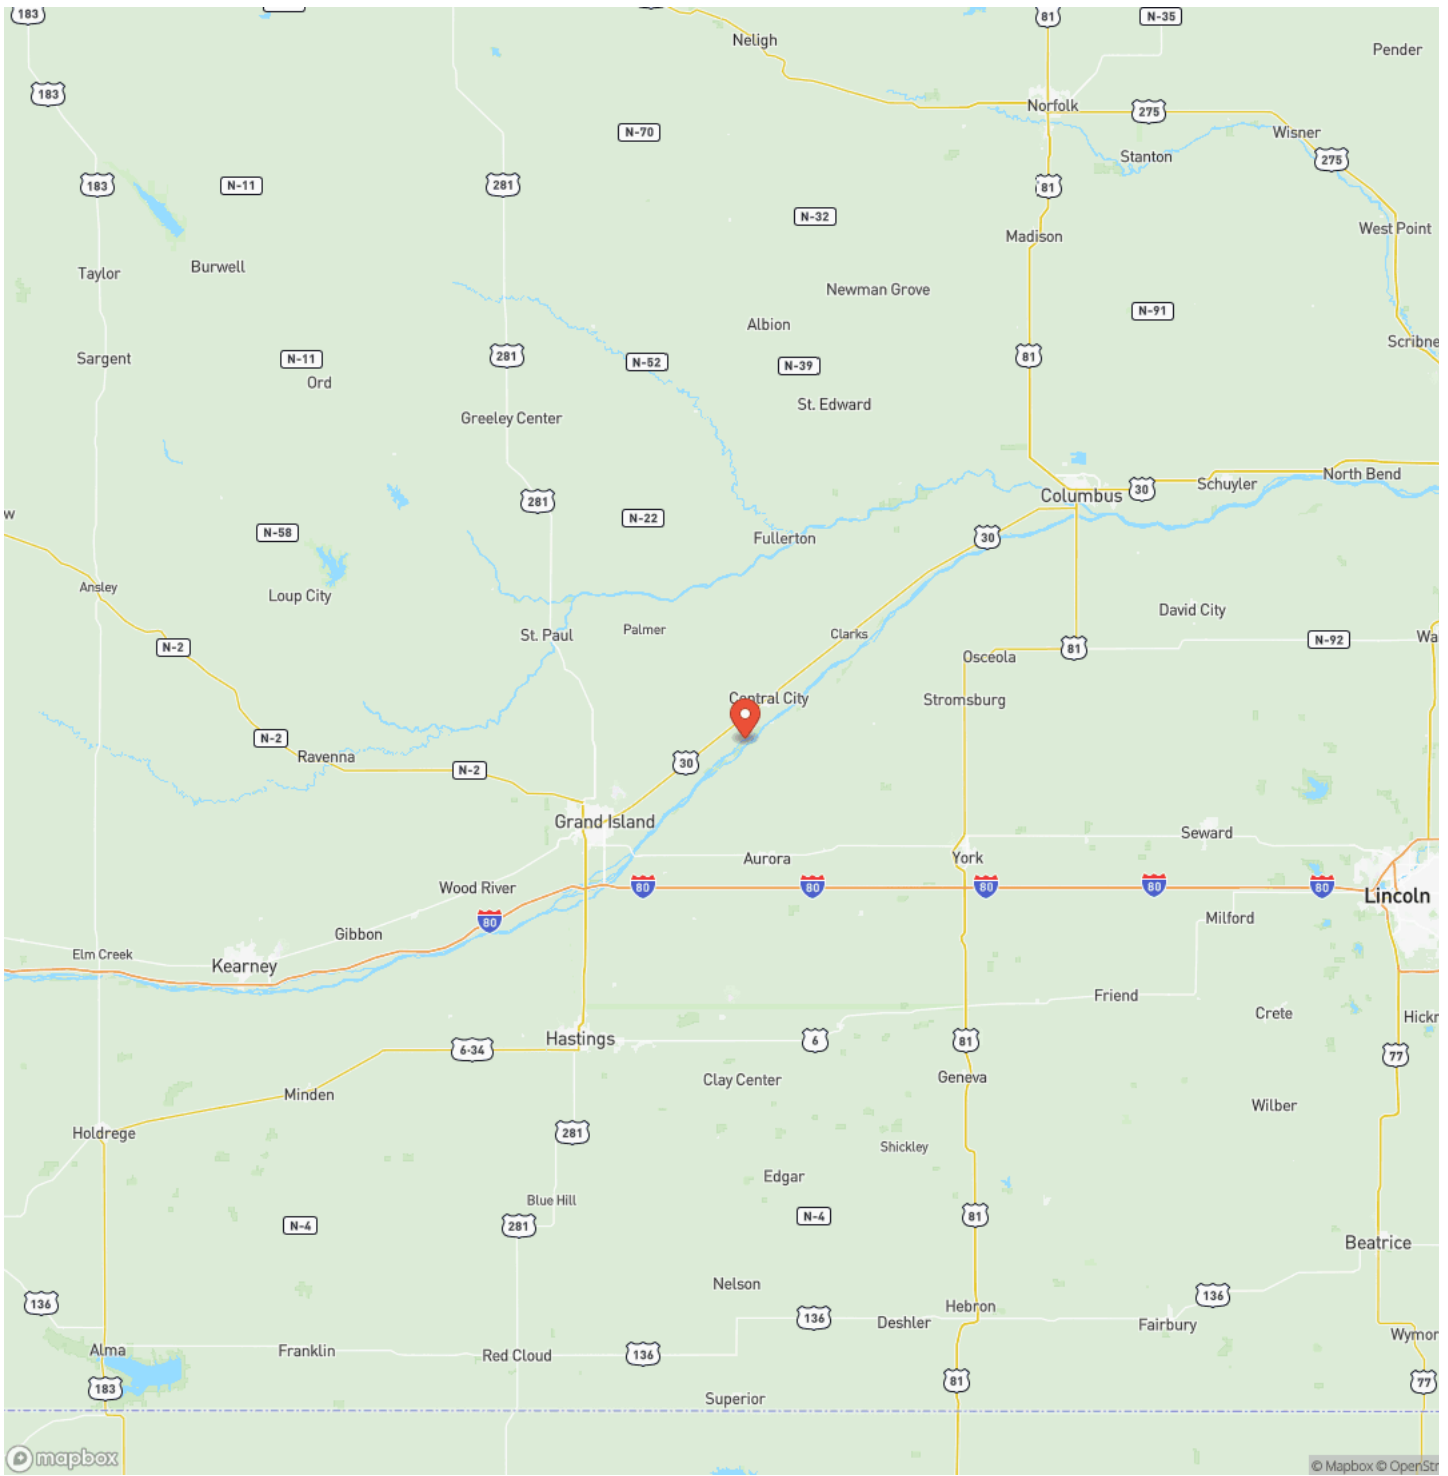 183
81
N-35
Neligh
Pender
183
Norfolk
275
N-70
Wisner
Stanton
275
183
N-11
281
81
N-32
West Point
Madison
Burwell
Taylor
Newman Grove
N-91
Albion
Scribne
Sargent
N-11
281
N-52
N-39
81
Ord
St. Edward
Greeley Center
North Bend
Schuyler
Columbus
30
281
w
N-22
N-58
Fullerton
30
Ansley
Loup City
David City
Palmer
Clarks
St. Paul
N-2
81
N-92
Wa
Osceola
Central City
Stromsburg
N-2
Ravenna
N-2
30
Grand Island
Seward
Aurora
York
Wood River
80
80
80
80
80
Lincoln
Milford
80
Gibbon
Elm Creek
Kearney
Friend
Crete
Hickr
Hastings
6-34
6
81
77
Clay Center
Geneva
Minden
Wilber
Holdrege
281
Shickley
Edgar
Blue Hill
N-4
281
N-4
81
Beatrice
Nelson
136
136
Hebron
136
Deshler
Fairbury
Wymor
Alma
Franklin
Red Cloud
136
183
81
77
Superior
mapbox
© Mapbox © OpenStr